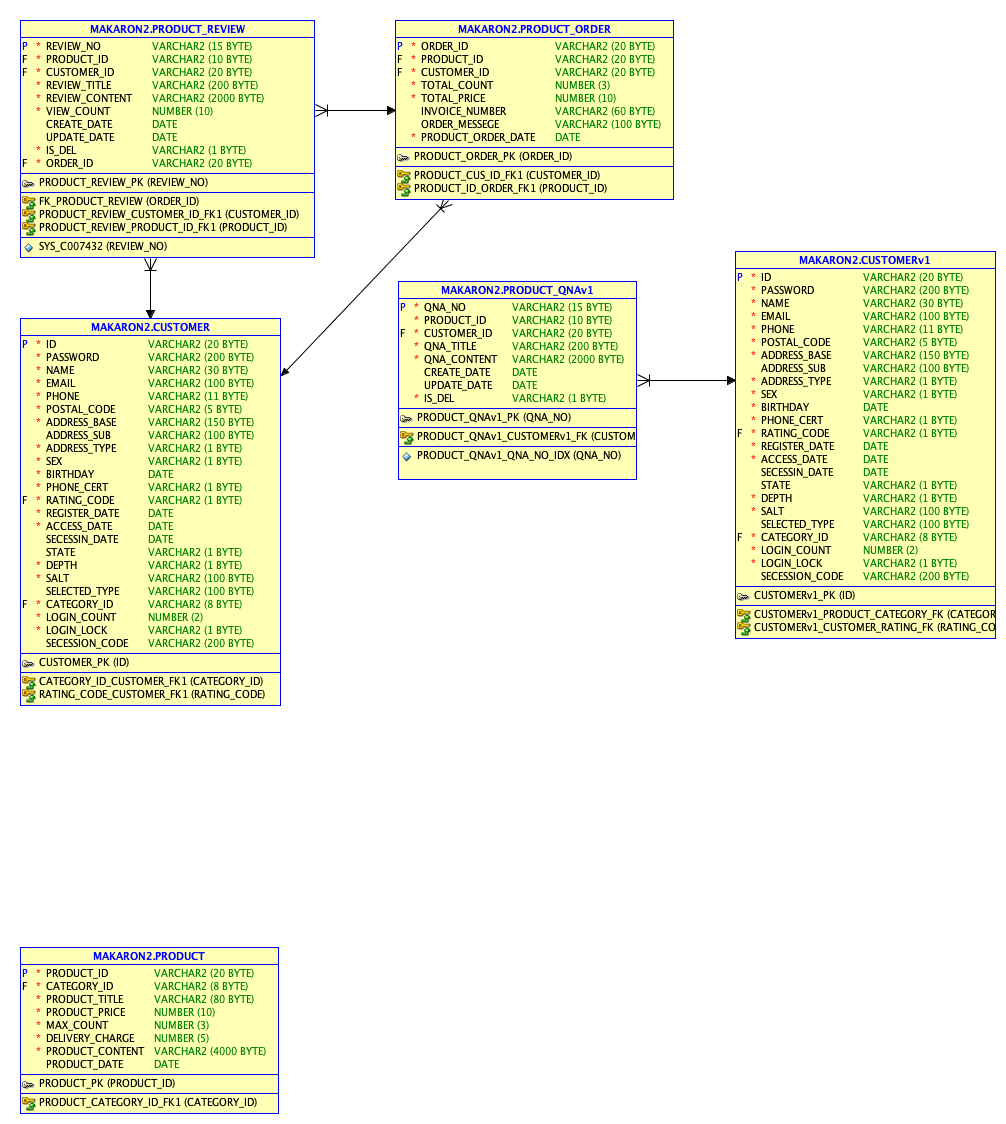 MAKARON2.PRODUCT_REVIEW
P * REVIEW_NO VARCHAR2 (15 BYTE)
F * PRODUCT_ID VARCHAR2 (10 BYTE)
F * CUSTOMER_ID VARCHAR2 (20 BYTE)
* REVIEW_TITLE VARCHAR2 (200 BYTE)
* REVIEW_CONTENT VARCHAR2 (2000 BYTE)
* VIEW_COUNT NUMBER (10)
CREATE_DATE DATE
UPDATE_DATE DATE
* IS_DEL VARCHAR2 (1 BYTE)
F * ORDER_ID VARCHAR2 (20 BYTE)
PRODUCT_REVIEW_PK (REVIEW_NO)
FK_PRODUCT_REVIEW (ORDER_ID)
PRODUCT_REVIEW_CUSTOMER_ID_FK1 (CUSTOMER_ID)
PRODUCT_REVIEW_PRODUCT_ID_FK1 (PRODUCT_ID)
SYS_C007432 (REVIEW_NO)
MAKARON2.PRODUCT_ORDER
P * ORDER_ID VARCHAR2 (20 BYTE)
F * PRODUCT_ID VARCHAR2 (20 BYTE)
F * CUSTOMER_ID VARCHAR2 (20 BYTE)
* TOTAL_COUNT NUMBER (3)
* TOTAL_PRICE NUMBER (10)
INVOICE_NUMBER VARCHAR2 (60 BYTE)
ORDER_MESSEGE VARCHAR2 (100 BYTE)
* PRODUCT_ORDER_DATE DATE
PRODUCT_ORDER_PK (ORDER_ID)
PRODUCT_CUS_ID_FK1 (CUSTOMER_ID)
PRODUCT_ID_ORDER_FK1 (PRODUCT_ID)
MAKARON2.CUSTOMER
P * ID VARCHAR2 (20 BYTE)
* PASSWORD VARCHAR2 (200 BYTE)
* NAME VARCHAR2 (30 BYTE)
* EMAIL VARCHAR2 (100 BYTE)
* PHONE VARCHAR2 (11 BYTE)
* POSTAL_CODE VARCHAR2 (5 BYTE)
* ADDRESS_BASE VARCHAR2 (150 BYTE)
ADDRESS_SUB VARCHAR2 (100 BYTE)
ADDRESS_TYPE VARCHAR2 (1 BYTE)
* SEX VARCHAR2 (1 BYTE)
* BIRTHDAY DATE
* PHONE_CERT VARCHAR2 (1 BYTE)
F * RATING_CODE VARCHAR2 (1 BYTE)
* REGISTER_DATE DATE
* ACCESS_DATE DATE
SECESSIN_DATE DATE
STATE VARCHAR2 (1 BYTE)
* DEPTH VARCHAR2 (1 BYTE)
* SALT VARCHAR2 (100 BYTE)
SELECTED_TYPE VARCHAR2 (100 BYTE)
F * CATEGORY_ID VARCHAR2 (8 BYTE)
* LOGIN_COUNT NUMBER (2)
* LOGIN_LOCK VARCHAR2 (1 BYTE)
SECESSION_CODE VARCHAR2 (200 BYTE)
CUSTOMER_PK (ID)
CATEGORY_ID_CUSTOMER_FK1 (CATEGORY_ID)
RATING_CODE_CUSTOMER_FK1 (RATING_CODE)
MAKARON2.PRODUCT_QNAv1
P * QNA_NO VARCHAR2 (15 BYTE)
* PRODUCT_ID VARCHAR2 (10 BYTE)
F * CUSTOMER_ID VARCHAR2 (20 BYTE)
* QNA_TITLE VARCHAR2 (200 BYTE)
* QNA_CONTENT VARCHAR2 (2000 BYTE)
CREATE_DATE DATE
UPDATE_DATE DATE
* IS_DEL VARCHAR2 (1 BYTE)
PRODUCT_QNAv1_PK (QNA_NO)
PRODUCT_QNAv1_CUSTOMERv1_FK (CUSTOM
PRODUCT_QNAv1_QNA_NO_IDX (QNA_NO)
MAKARON2.CUSTOMERv1
P * ID VARCHAR2 (20 BYTE)
* PASSWORD VARCHAR2 (200 BYTE)
* NAME VARCHAR2 (30 BYTE)
* EMAIL VARCHAR2 (100 BYTE)
* PHONE VARCHAR2 (11 BYTE)
* POSTAL_CODE VARCHAR2 (5 BYTE)
* ADDRESS_BASE VARCHAR2 (150 BYTE)
ADDRESS_SUB VARCHAR2 (100 BYTE)
* ADDRESS_TYPE VARCHAR2 (1 BYTE)
* SEX VARCHAR2 (1 BYTE)
* BIRTHDAY DATE
* PHONE_CERT VARCHAR2 (1 BYTE)
F * RATING_CODE VARCHAR2 (1 BYTE)
* REGISTER_DATE DATE
* ACCESS_DATE DATE
SECESSIN_DATE DATE
STATE VARCHAR2 (1 BYTE)
* DEPTH VARCHAR2 (1 BYTE)
* SALT VARCHAR2 (100 BYTE)
SELECTED_TYPE VARCHAR2 (100 BYTE)
F * CATEGORY_ID VARCHAR2 (8 BYTE)
* LOGIN_COUNT NUMBER (2)
* LOGIN_LOCK VARCHAR2 (1 BYTE)
SECESSION_CODE VARCHAR2 (200 BYTE)
CUSTOMERv1_PK (ID)
CUSTOMERv1_PRODUCT_CATEGORY_FK (CATEGOR
CUSTOMERv1_CUSTOMER_RATING_FK (RATING_CO
MAKARON2.PRODUCT
P * PRODUCT_ID VARCHAR2 (20 BYTE)
F * CATEGORY_ID VARCHAR2 (8 BYTE)
* PRODUCT_TITLE VARCHAR2 (80 BYTE)
* PRODUCT_PRICE NUMBER (10)
* MAX_COUNT NUMBER (3)
* DELIVERY_CHARGE NUMBER (5)
* PRODUCT_CONTENT VARCHAR2 (4000 BYTE)
PRODUCT_DATE DATE
PRODUCT_PK (PRODUCT_ID)
PRODUCT_CATEGORY_ID_FK1 (CATEGORY_ID)